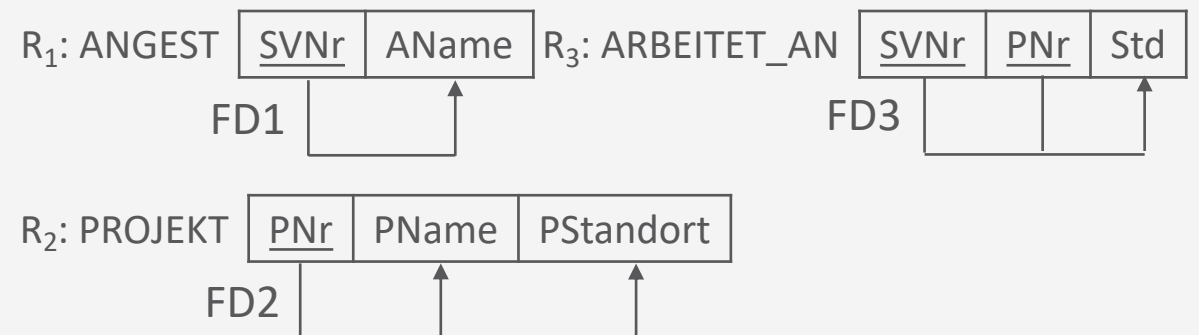 R₁: ANGEST SVNr AName R₃: ARBEITET_AN SVNr PNr Std
FD1 FD3
R₂: PROJEKT PNr PName PStandort
FD2